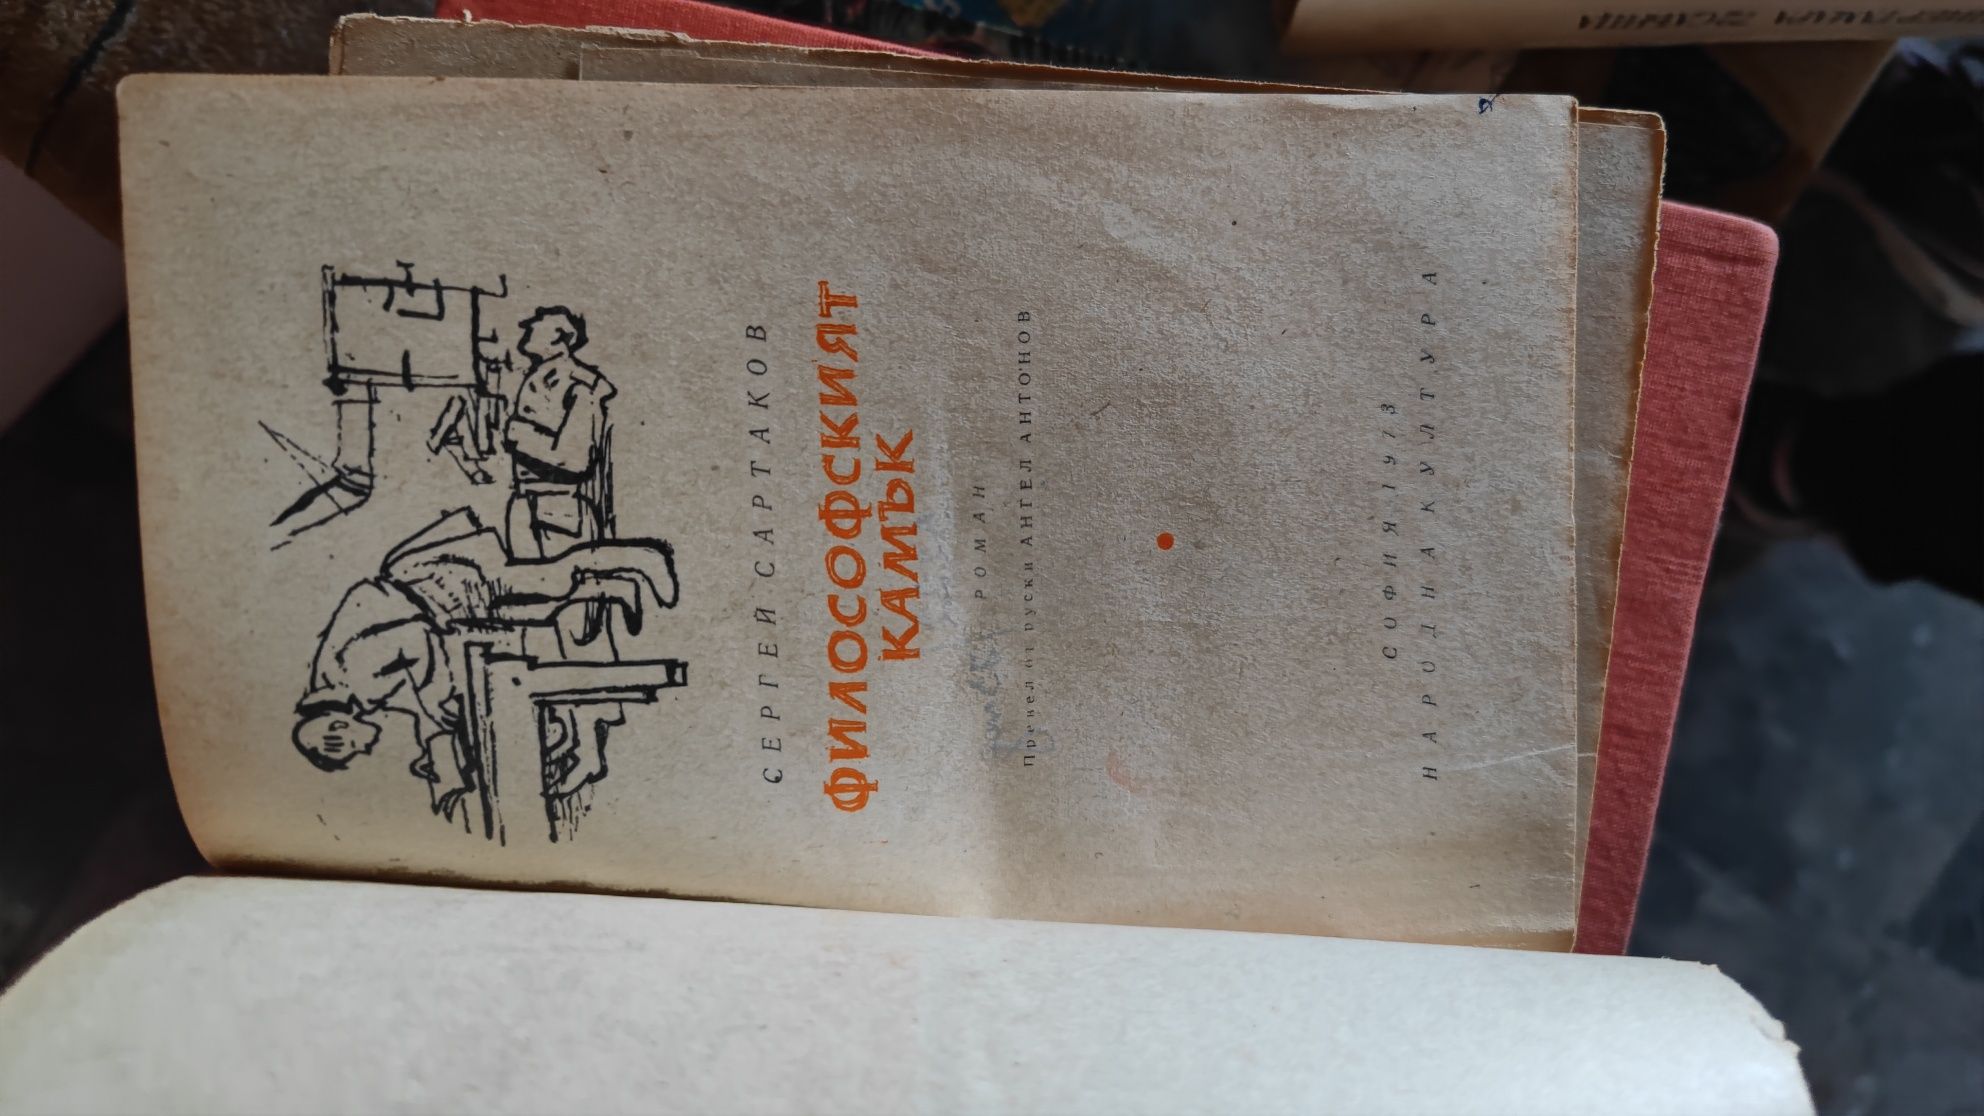 СЕРГЕЙ САРТАКОВ
ФИЛОСОФСКИЯТ
КАМЪК
РОМАН
Превел от руски АНГЕЛ АНТОНОВ
СОФИЯ 1973
НАРОДНА КУЛТУРА